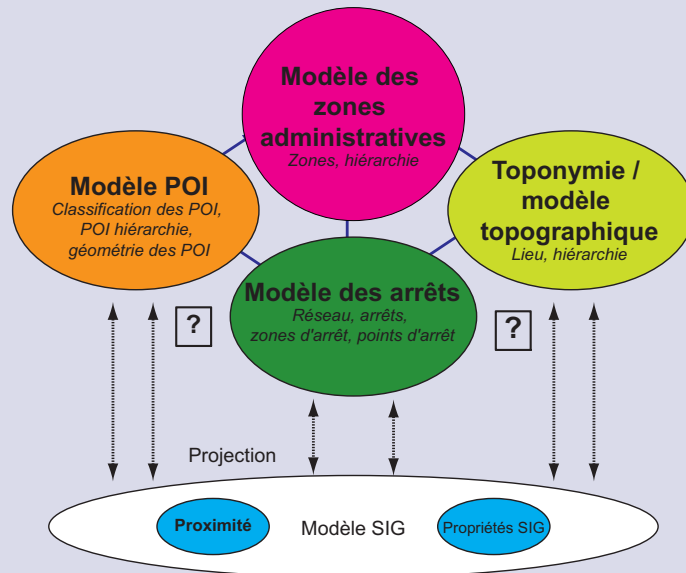 Modèle des
zones
administratives
Zones, hiérarchie
Modèle POI
Classification des POI,
POI hiérarchie,
géométrie des POI
Toponymie /
modèle
topographique
Lieu, hiérarchie
Modèle des arrêts
Réseau, arrêts,
zones d'arrêt, points d'arrêt
?
?
Projection
Proximité
Modèle SIG
Propriétés SIG